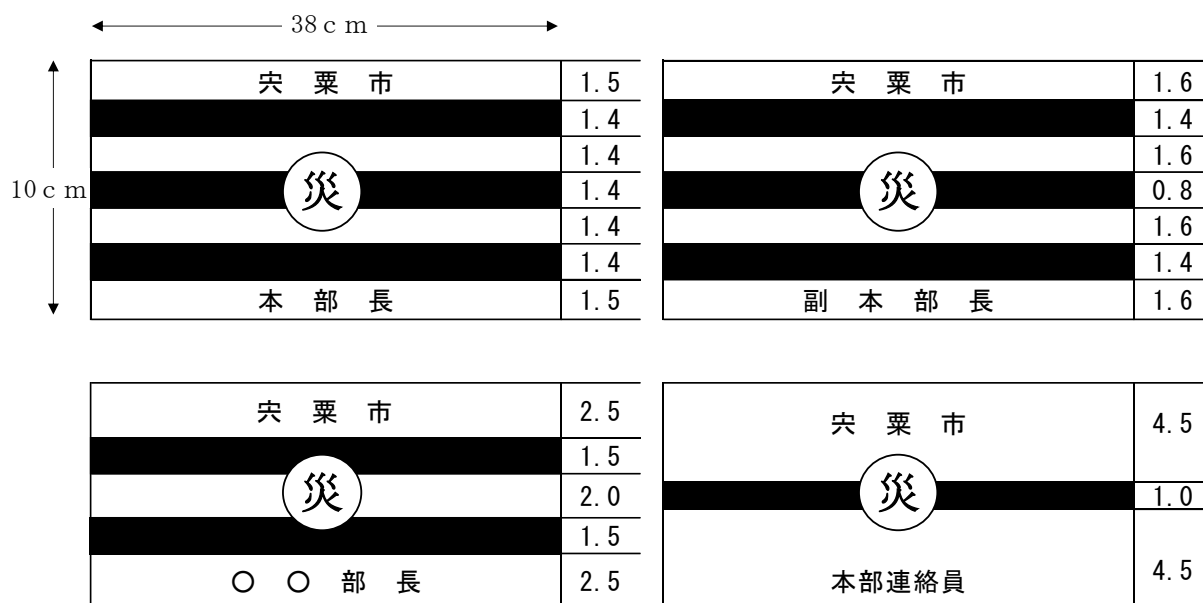 38ｃｍ
10ｃｍ
宍 粟 市 1.5
1.4
1.4
災 1.4
1.4
1.4
本 部 長 1.5
宍 粟 市 1.6
1.4
1.6
災 0.8
1.6
1.4
副 本 部 長 1.6
宍 粟 市 2.5
1.5
災 2.0
1.5
○ ○ 部 長 2.5
宍 粟 市 4.5
災 1.0
本部連絡員 4.5